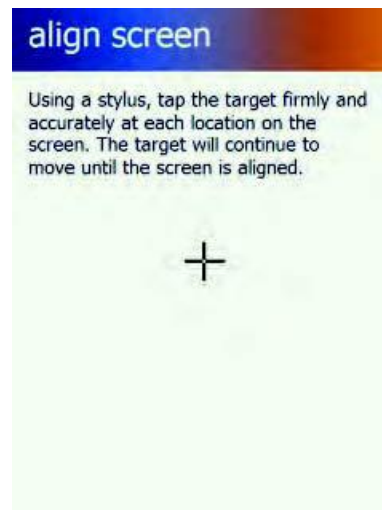 align screen
Using a stylus, tap the target firmly and
accurately at each location on the
screen. The target will continue to
move until the screen is aligned.